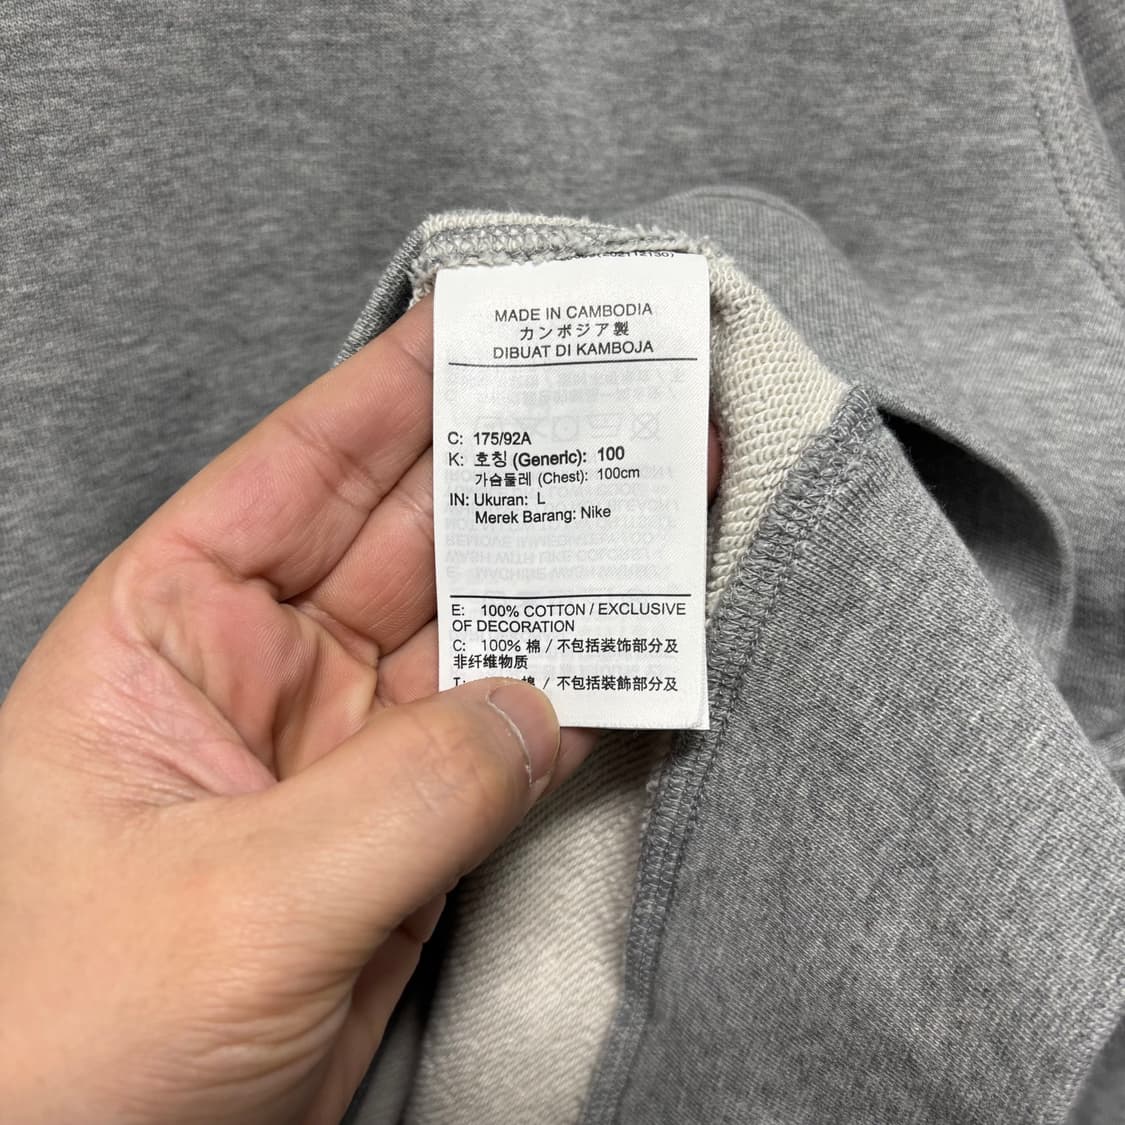 MADE IN CAMBODIA
カンボジア製
DIBUAT DI KAMBOJA
C: 175/92A
K: 호칭 (Generic): 100
가슴둘레 (Chest): 100cm
IN: Ukuran: L
Merek Barang: Nike
E: 100% COTTON / EXCLUSIVE
OF DECORATION
C: 100% 棉 / 不包括装饰部分及
非纤维物质
棉 / 不包括裝飾部分及